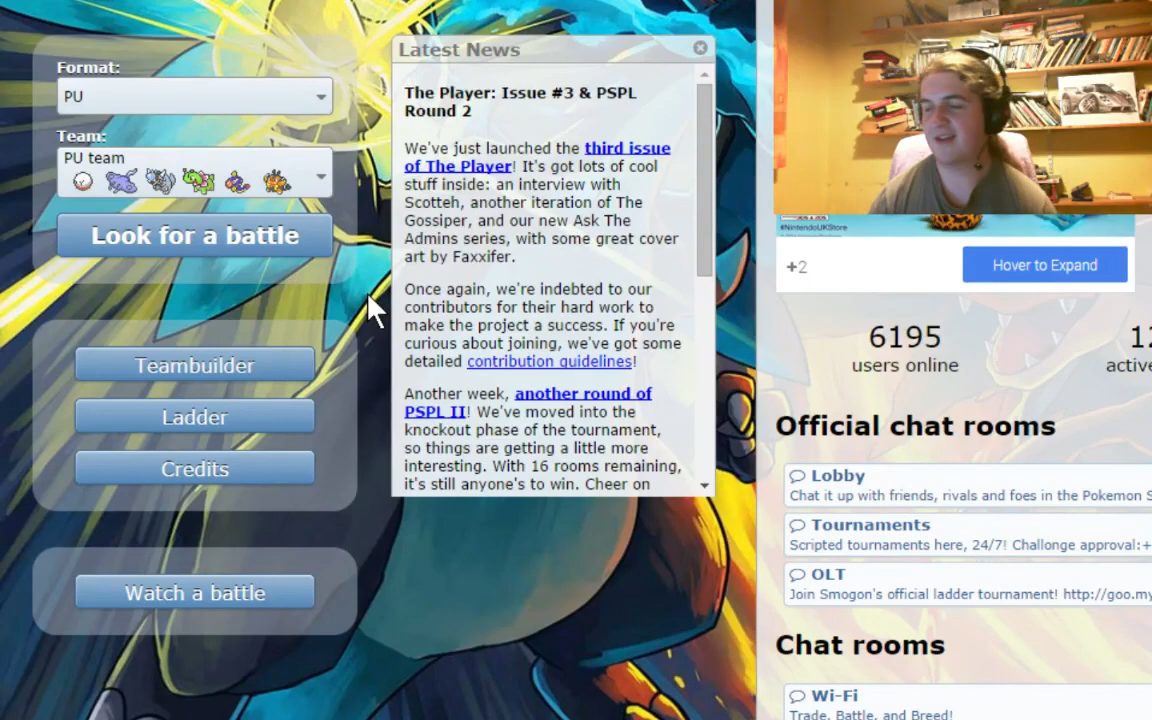 Format:
PU
Team:
PU team
Look for a battle
Teambuilder
Ladder
Credits
Watch a battle
Latest News
The Player: Issue #3 & PSPL
Round 2
We've just launched the third issue
of The Player! It's got lots of cool
stuff inside: an interview with
Scotteh, another iteration of The
Gossiper, and our new Ask The
Admins series, with some great cover
art by Faxxifer.
Once again, we're indebted to our
contributors for their hard work to
make the project a success. If you're
curious about joining, we've got some
detailed contribution guidelines!
Another week, another round of
PSPL II! We've moved into the
knockout phase of the tournament,
so things are getting a little more
interesting. With 16 rooms remaining,
it's still anyone's to win. Cheer on
#NintendoUKStore
+2
Hover to Expand
6195
users online
12
active
Official chat rooms
Lobby
Chat it up with friends, rivals and foes in the Pokemon S
Tournaments
Scripted tournaments here, 24/7! Challonge approval:+
OLT
Join Smogon's official ladder tournament! http://goo.my
Chat rooms
Wi-Fi
Trade, Battle, and Breed!